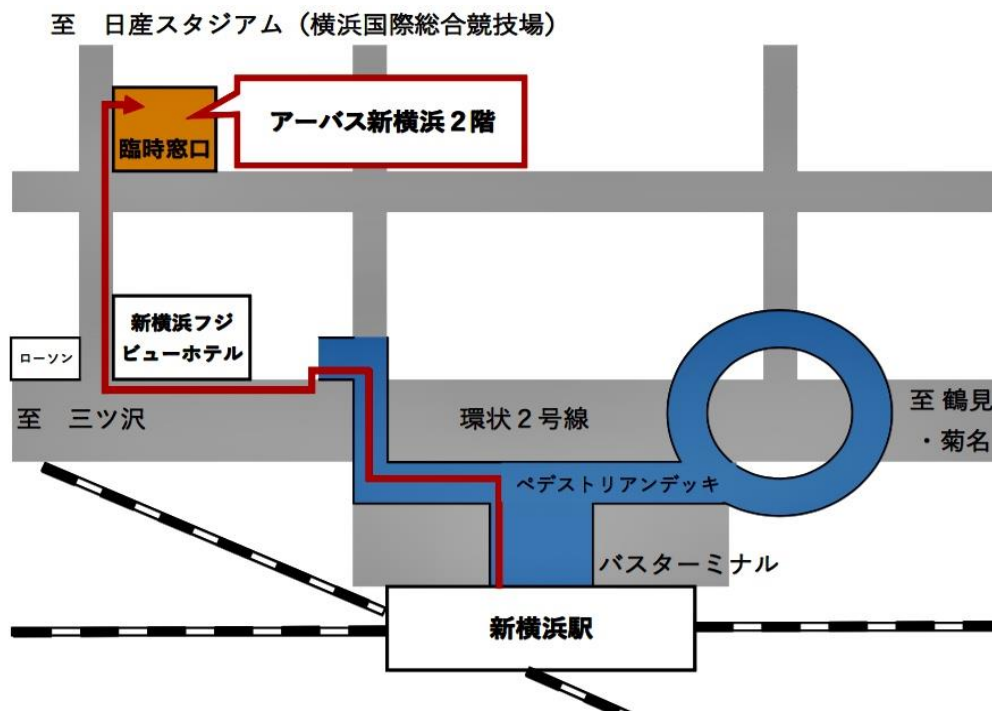 至　日産スタジアム（横浜国際総合競技場）
アーバス新横浜２階
臨時窓口
新横浜フジ
ビューホテル
ローソン
至　三ツ沢
環状２号線
至 鶴見
・菊名
ペデストリアンデッキ
バスターミナル
新横浜駅